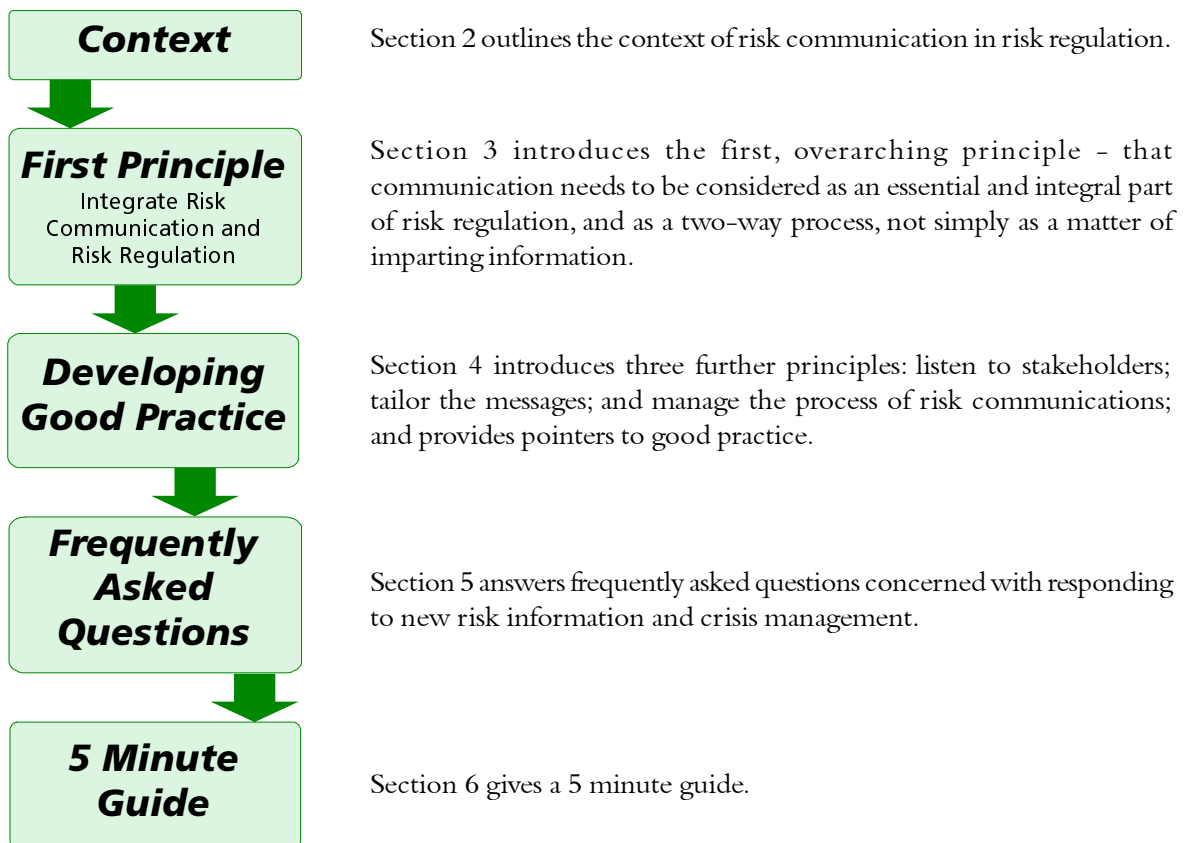 Context
Section 2 outlines the context of risk communication in risk regulation.
First Principle
Integrate Risk
Communication and
Risk Regulation
Section 3 introduces the first, overarching principle - that
communication needs to be considered as an essential and integral part
of risk regulation, and as a two-way process, not simply as a matter of
imparting information.
Developing
Good Practice
Section 4 introduces three further principles: listen to stakeholders;
tailor the messages; and manage the process of risk communications;
and provides pointers to good practice.
Frequently
Asked
Questions
Section 5 answers frequently asked questions concerned with responding
to new risk information and crisis management.
5 Minute
Guide
Section 6 gives a 5 minute guide.